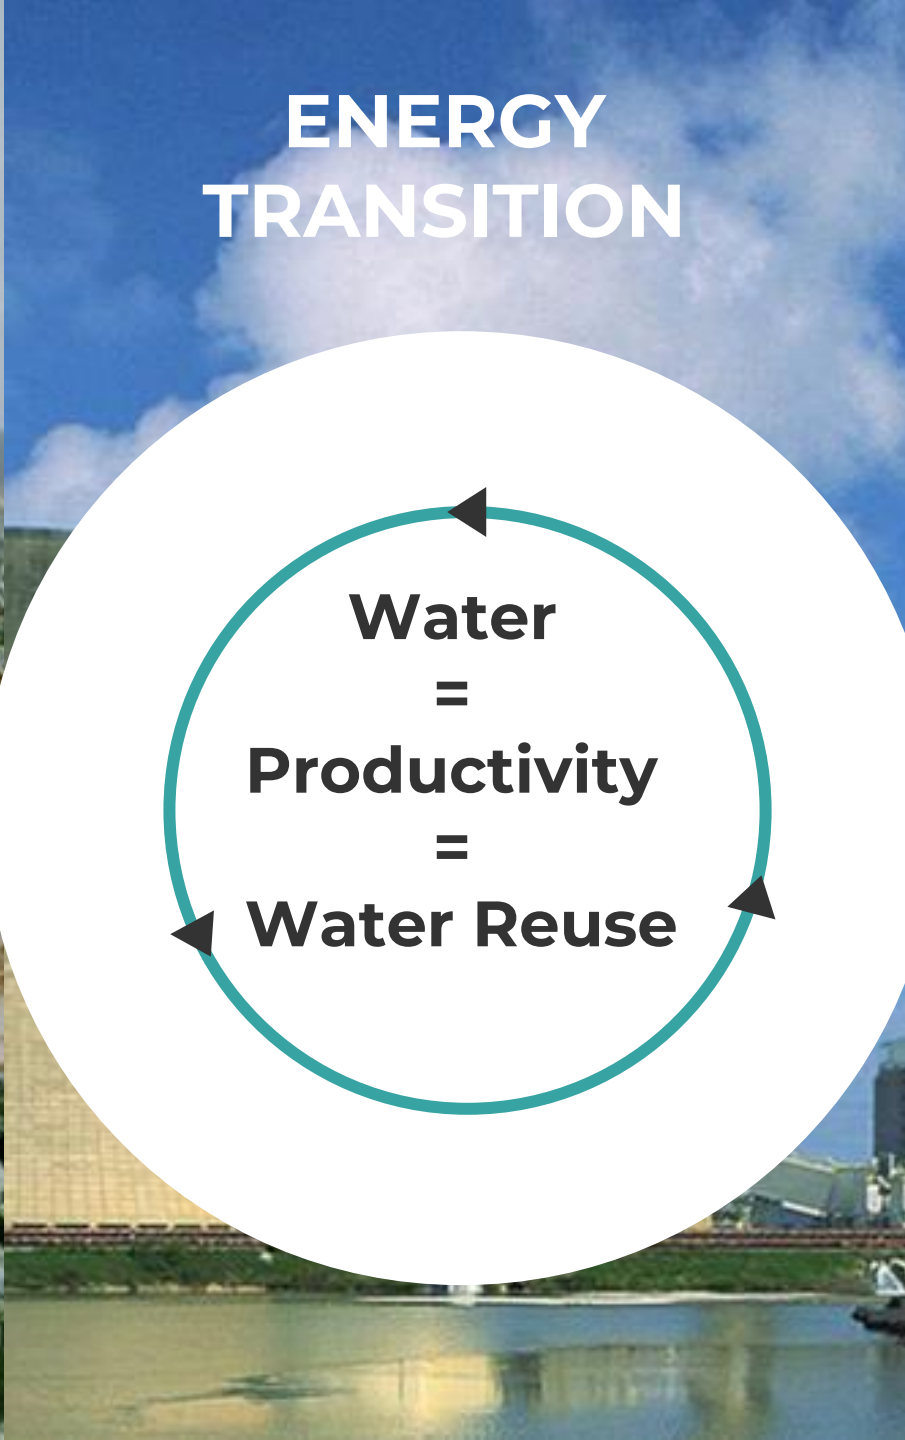 ENERGY
TRANSITION
Water
=
Productivity
=
Water Reuse